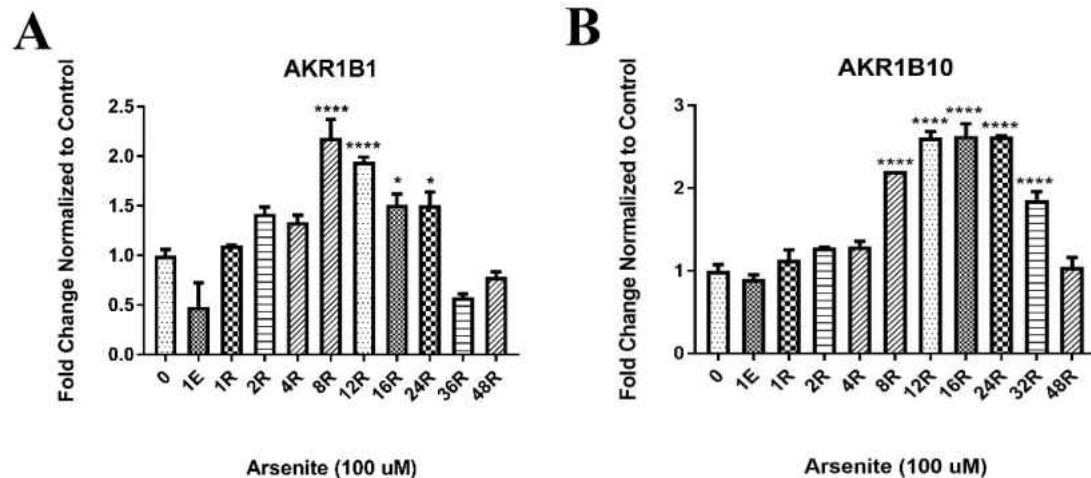 A
AKR1B1
Fold Change Normalized to Control
2.5
2.0
1.5
1.0
0.5
0.0
****
****
*
*
0
1E
1R
2R
4R
8R
12R
16R
24R
36R
48R
Arsenite (100 uM)
B
AKR1B10
Fold Change Normalized to Control
3
2
1
0
****
****
****
****
****
0
1E
1R
2R
4R
8R
12R
16R
24R
32R
48R
Arsenite (100 uM)